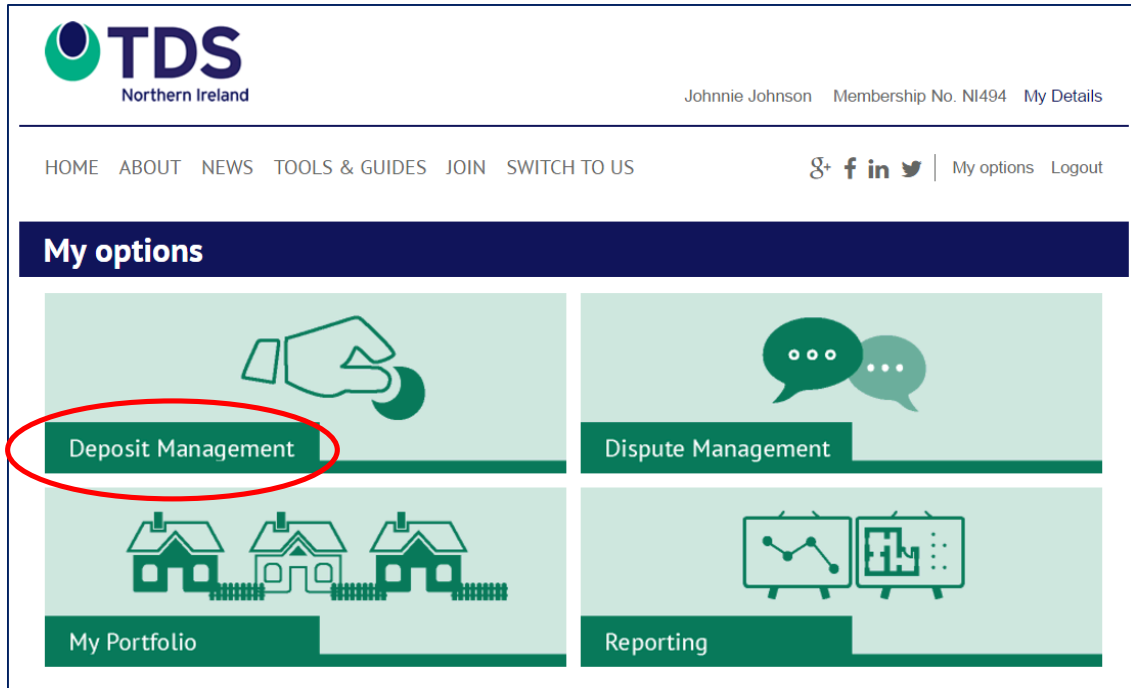 TDS
Northern Ireland
Johnnie Johnson Membership No. NI494 My Details
HOME ABOUT NEWS TOOLS & GUIDES JOIN SWITCH TO US g+ f in My options Logout
My options
Deposit Management Dispute Management
My Portfolio Reporting